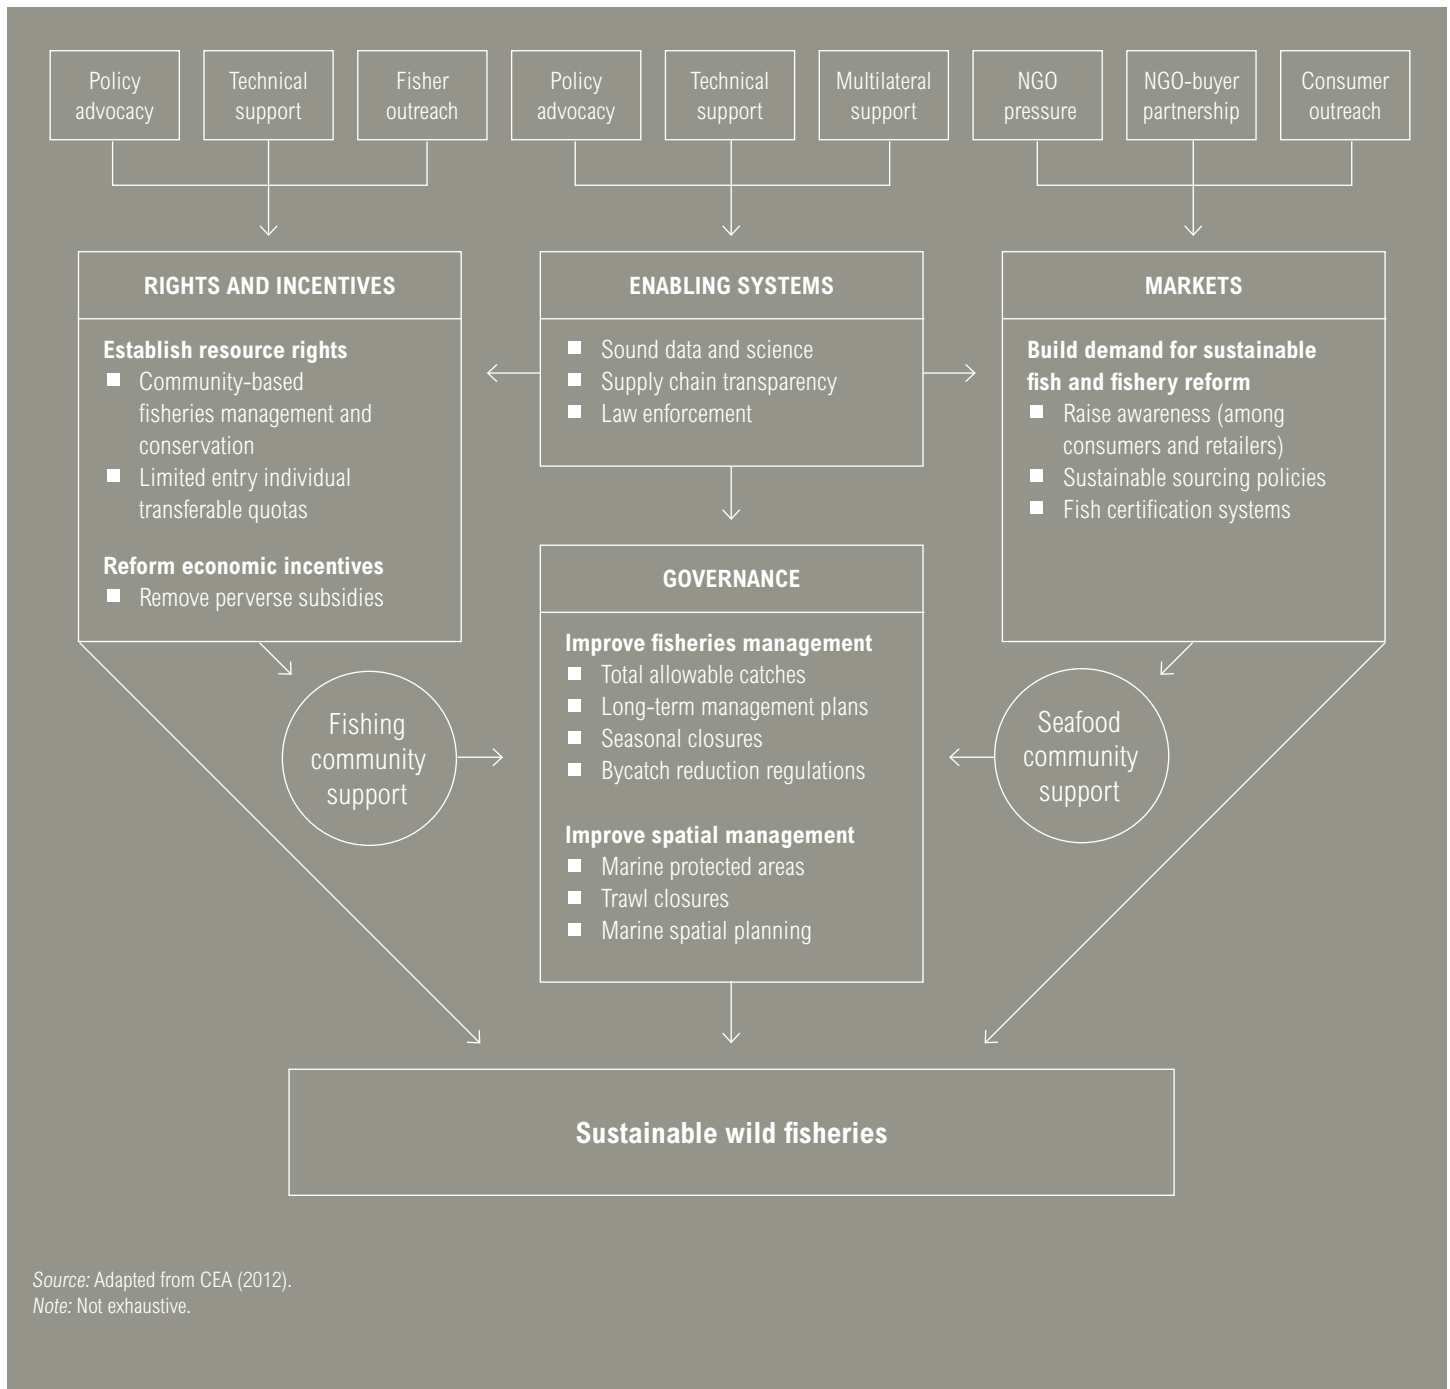 Policy
advocacy
Technical
support
Fisher
outreach
Policy
advocacy
Technical
support
Multilateral
support
NGO
pressure
NGO-buyer
partnership
Consumer
outreach
RIGHTS AND INCENTIVES
Establish resource rights
Community-based
fisheries management and
conservation
Limited entry individual
transferable quotas
Reform economic incentives
Remove perverse subsidies
ENABLING SYSTEMS
Sound data and science
Supply chain transparency
Law enforcement
MARKETS
Build demand for sustainable
fish and fishery reform
Raise awareness (among
consumers and retailers)
Sustainable sourcing policies
Fish certification systems
Fishing
community
support
GOVERNANCE
Improve fisheries management
Total allowable catches
Long-term management plans
Seasonal closures
Bycatch reduction regulations
Improve spatial management
Marine protected areas
Trawl closures
Marine spatial planning
Seafood
community
support
Sustainable wild fisheries
Source: Adapted from CEA (2012).
Note: Not exhaustive.